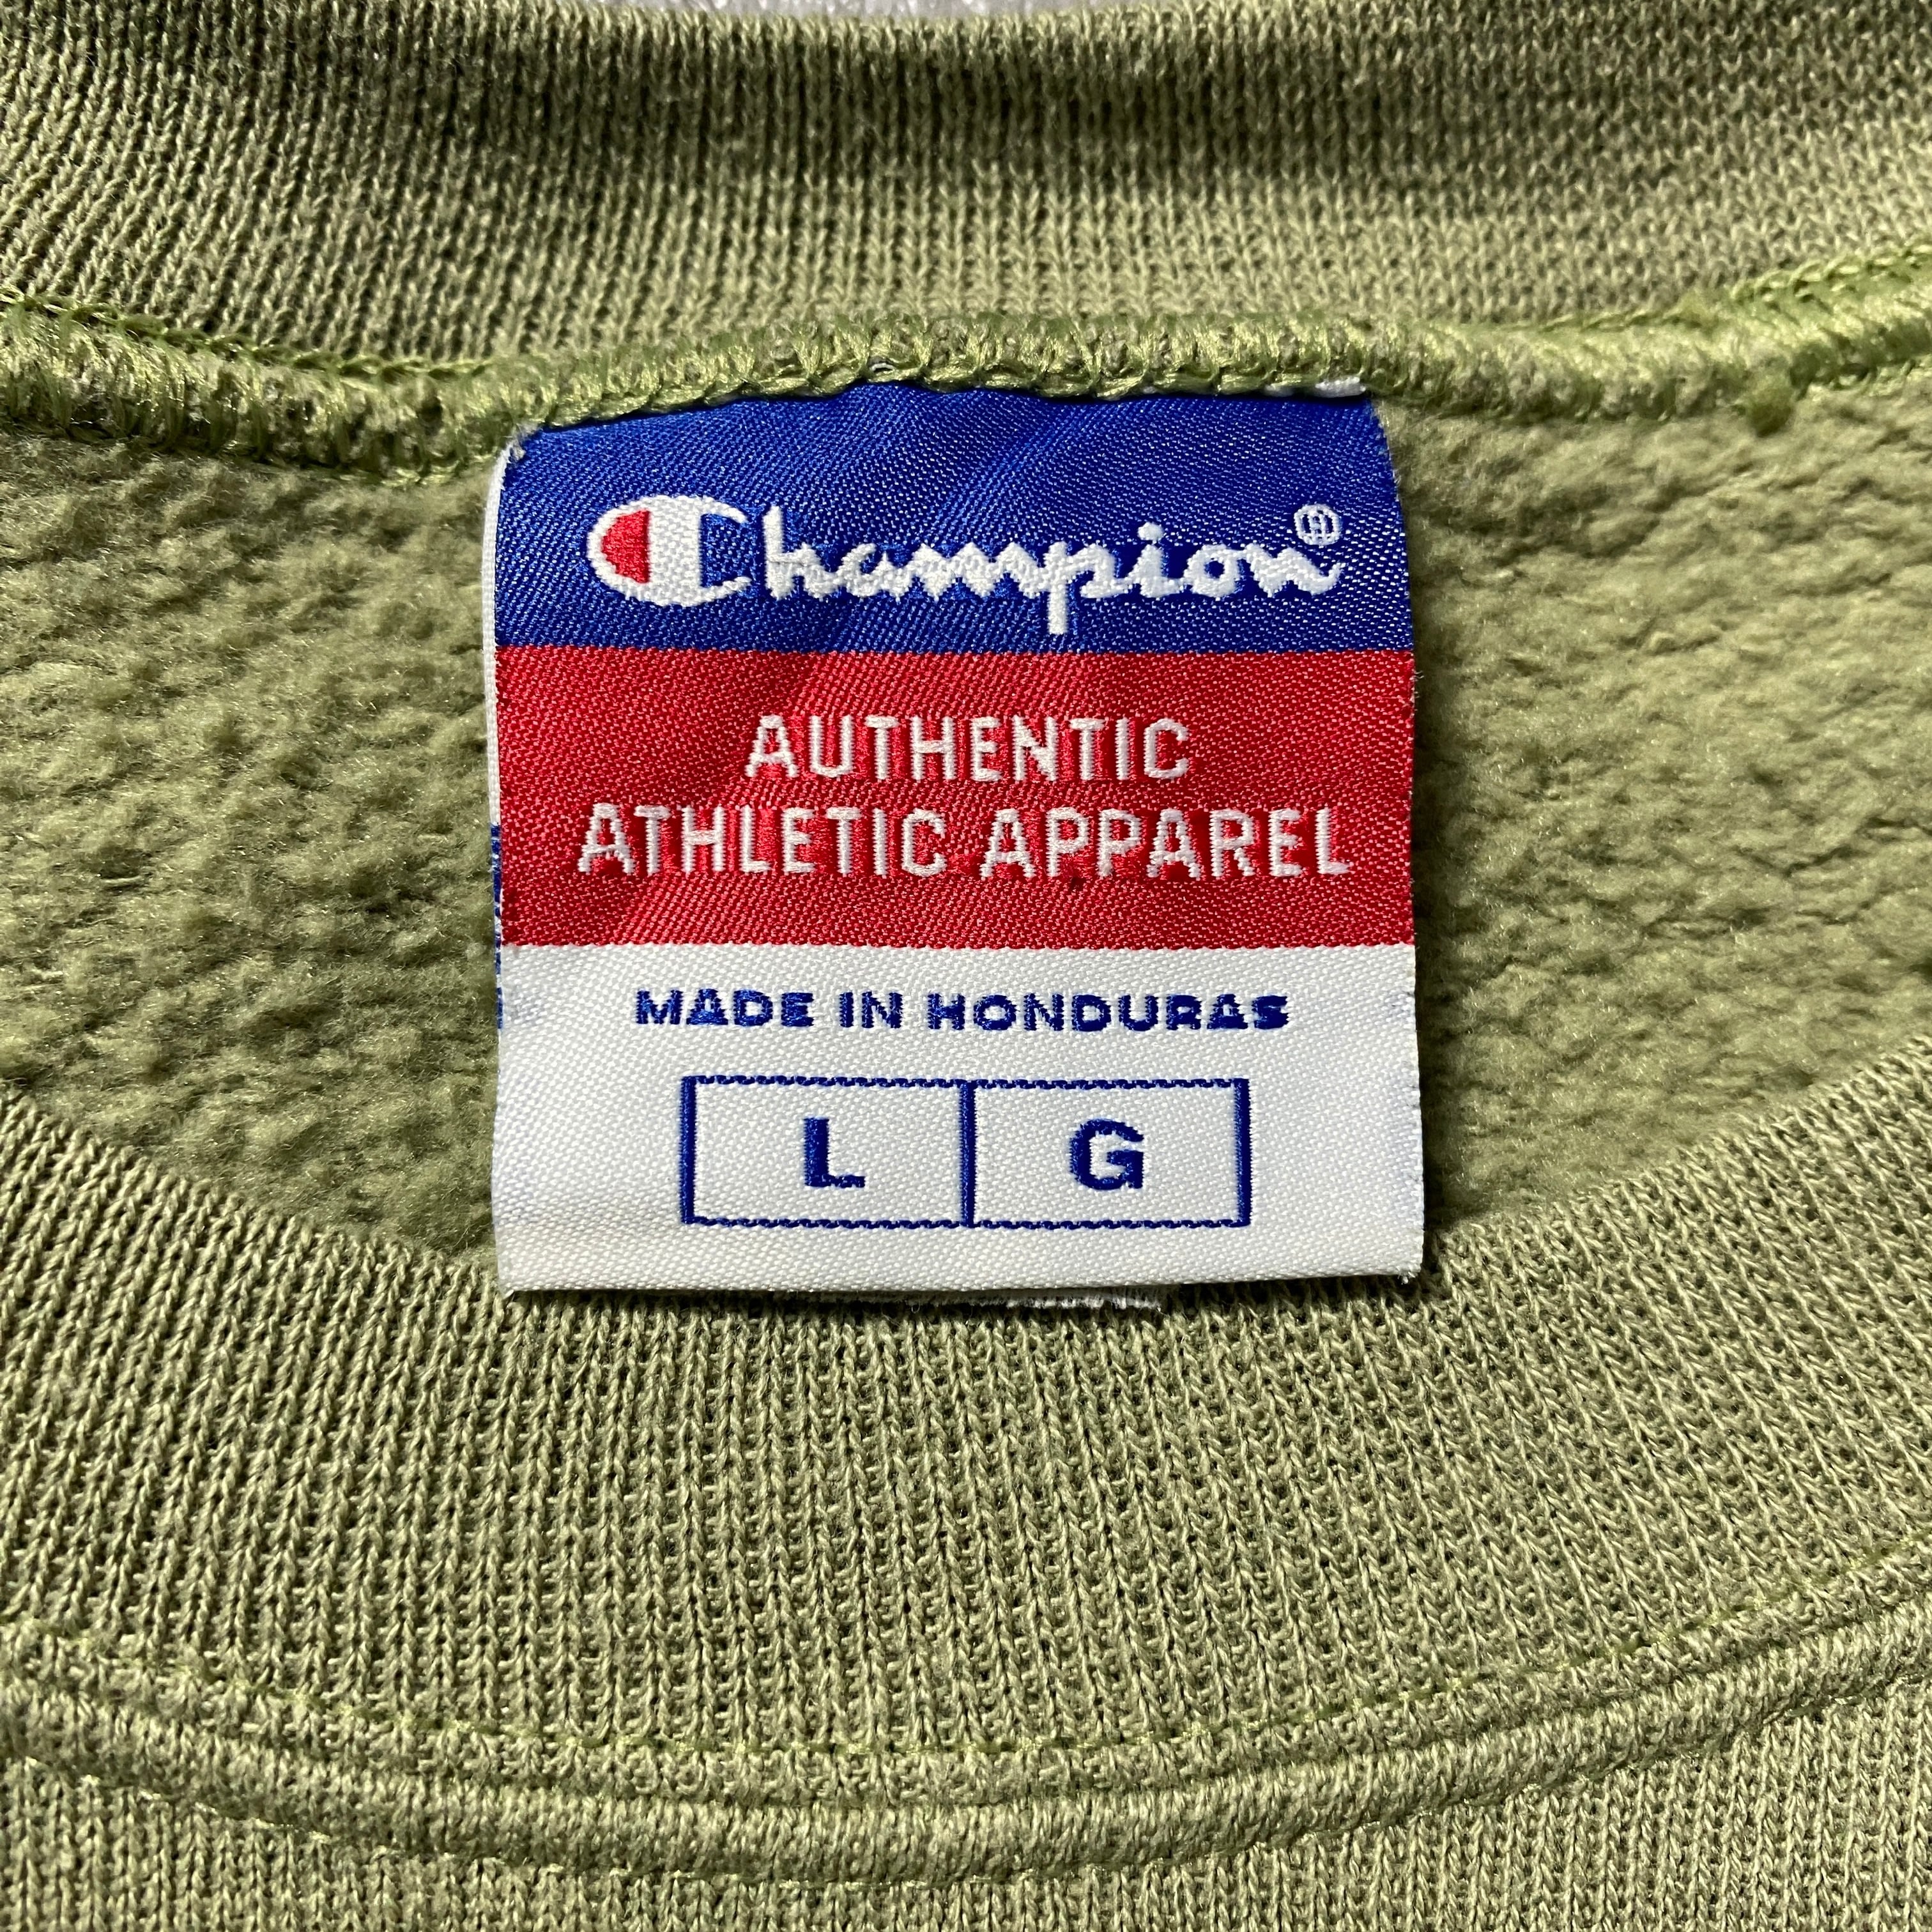 Champion®
AUTHENTIC
ATHLETIC APPAREL
MADE IN HONDURAS
L G